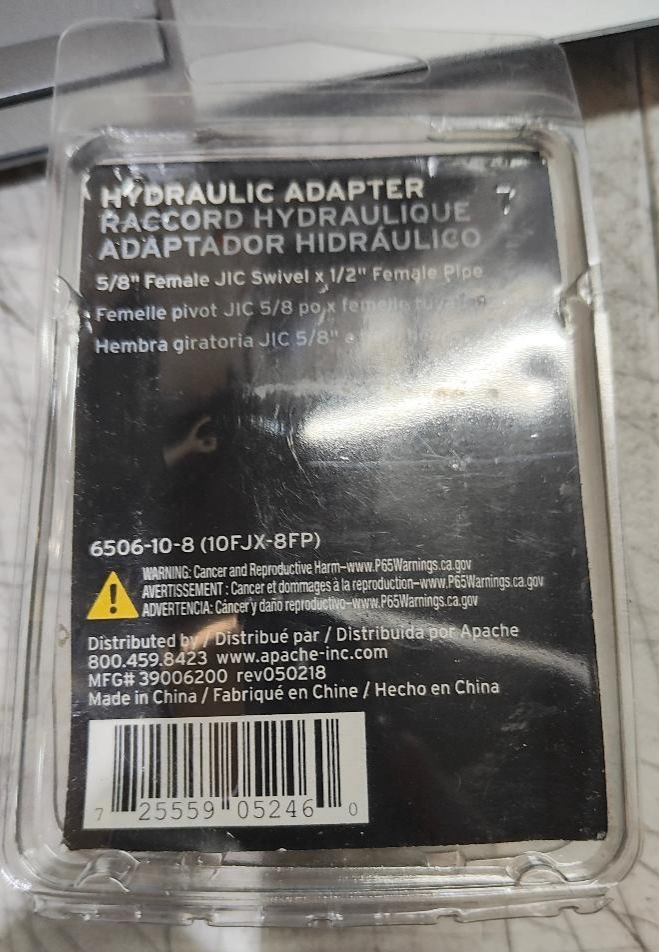 HYDRAULIC ADAPTER
RACCORD HYDRAULIQUE
ADAPTADOR HIDRÁULICO
5/8" Female JIC Swivel x 1/2" Female Pipe
Femelle pivot JIC 5/8 po x femelle
Hembra giratoria JIC 5/8"
6506-10-8 (10FJX-8FP)
WARNING: Cancer and Reproductive Harm–www.P65Warnings.ca.gov
AVERTISSEMENT : Cancer et dommages à la reproduction–www.P65Warnings.ca.gov
ADVERTENCIA: Cáncer y daño reproductivo–www.P65Warnings.ca.gov
Distributed by / Distribué par / Distribuida por Apache
800.459.8423 www.apache-inc.com
MFG# 39006200 rev050218
Made in China / Fabriqué en Chine / Hecho en China
7 25559 05246 0